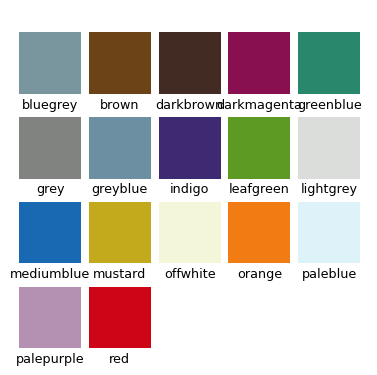 bluegrey brown darkbrown darkmagenta greenblue
grey greyblue indigo leafgreen lightgrey
mediumblue mustard offwhite orange paleblue
palepurple red